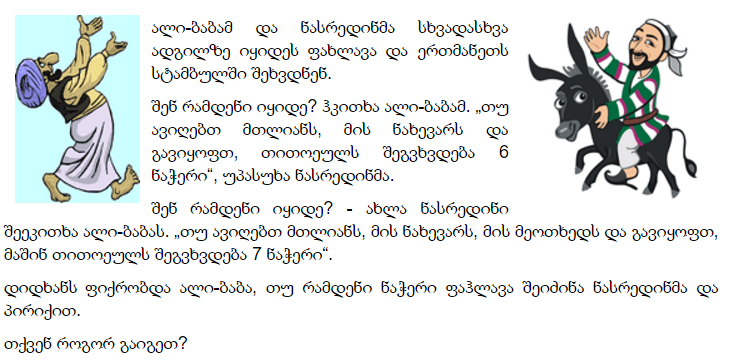 ალი-ბაბამ და ნასრედინმა სხვადასხვა
ადგილზე იყიდეს ფახლავა და ერთმანეთს
სტამბულში შეხვდნენ.
შენ რამდენი იყიდე? ჰკითხა ალი-ბაბამ. „თუ
ავიღებთ მთლიანს, მის ნახევარს და
გავიყოფთ, თითოეულს შეგვხვდება 6
ნაჭერი“, უპასუხა ნასრედინმა.
შენ რამდენი იყიდე? - ახლა ნასრედინი
შეეკითხა ალი-ბაბას. „თუ ავიღებთ მთლიანს, მის ნახევარს, მის მეოთხედს და გავიყოფთ,
მაშინ თითოეულს შეგვხვდება 7 ნაჭერი“.
დიდხანს ფიქრობდა ალი-ბაბა, თუ რამდენი ნაჭერი ფაჰლავა შეიძინა ნასრედინმა და
პირიქით.
თქვენ როგორ გაიგეთ?